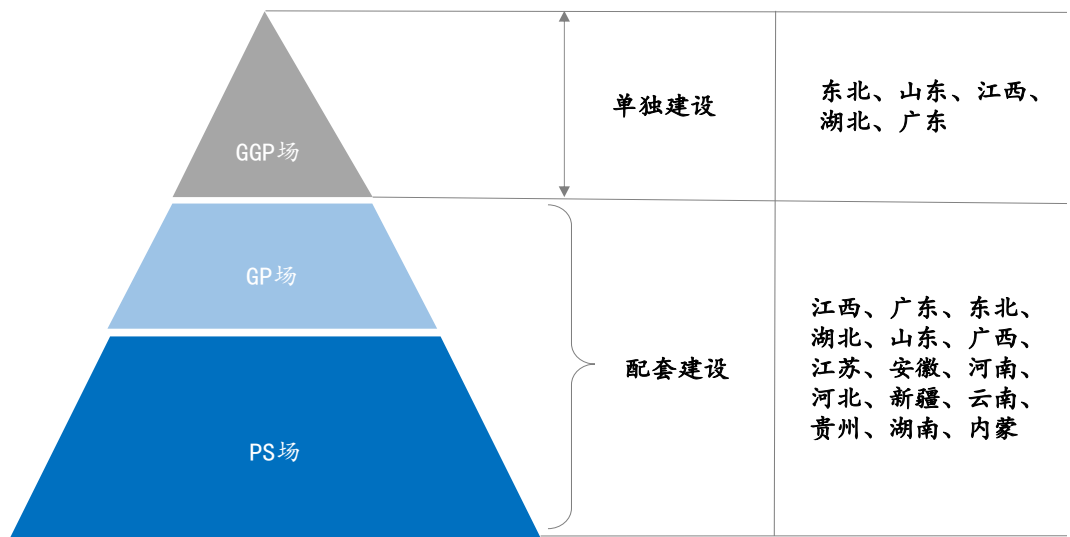 GGP场
单独建设
东北、山东、江西、
湖北、广东
GP场
PS场
配套建设
江西、广东、东北、
湖北、山东、广西、
江苏、安徽、河南、
河北、新疆、云南、
贵州、湖南、内蒙